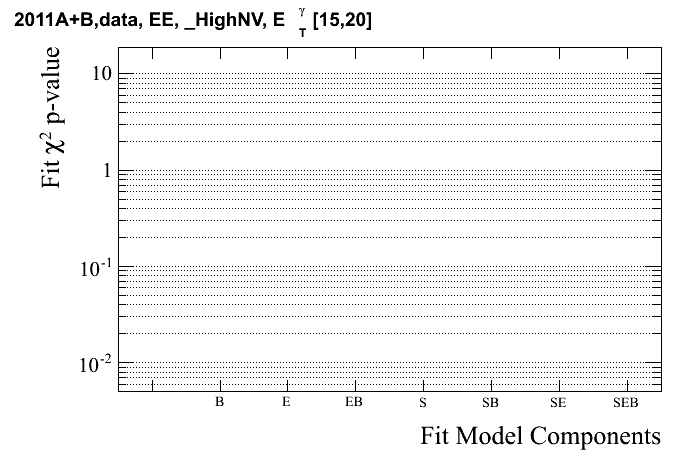 2011A+B,data, EE, _HighNV, E γ T [15,20]
Fit χ² p-value
10
1
10⁻¹
10⁻²
B E EB S SB SE SEB
Fit Model Components